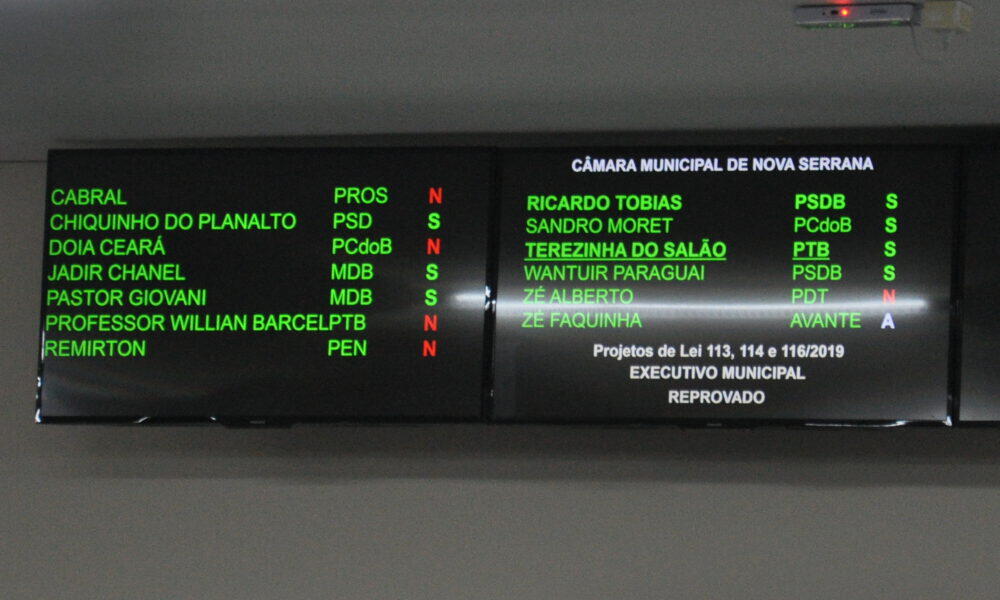 CABRAL PROS N
CHIQUINHO DO PLANALTO PSD S
DOIA CEARÁ PCdoB N
JADIR CHANEL MDB S
PASTOR GIOVANI MDB S
PROFESSOR WILLIAN BARCELPTB N
REMIRTON PEN N
CÂMARA MUNICIPAL DE NOVA SERRANA
RICARDO TOBIAS PSDB S
SANDRO MORET PCdoB S
TEREZINHA DO SALÃO PTB S
WANTUIR PARAGUAI PSDB S
ZÉ ALBERTO PDT N
ZÉ FAQUINHA AVANTE A
Projetos de Lei 113, 114 e 116/2019
EXECUTIVO MUNICIPAL
REPROVADO